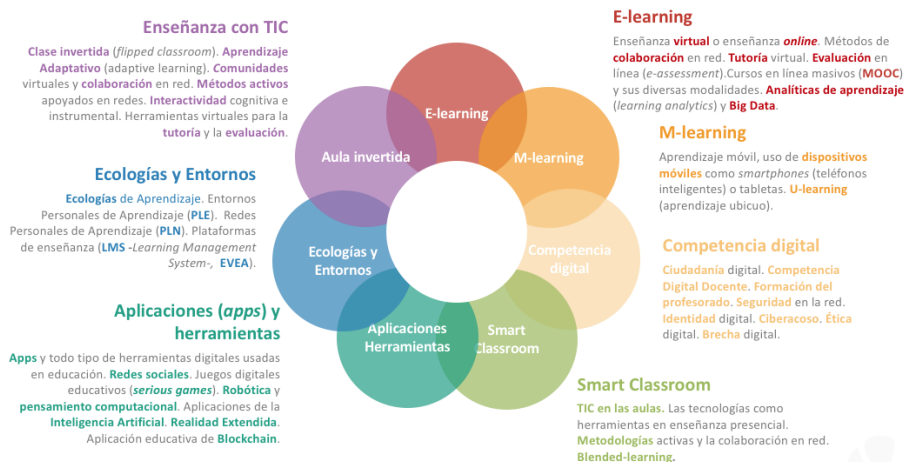 Enseñanza con TIC
Clase invertida (flipped classroom). Aprendizaje
Adaptativo (adaptive learning). Comunidades
virtuales y colaboración en red. Métodos activos
apoyados en redes. Interactividad cognitiva e
instrumental. Herramientas virtuales para la
tutoría y la evaluación.
Ecologías y Entornos
Ecologías de Aprendizaje. Entornos
Personales de Aprendizaje (PLE). Redes
Personales de Aprendizaje (PLN). Plataformas
de enseñanza (LMS -Learning Management
System-, EVEA).
Aplicaciones (apps) y
herramientas
Apps y todo tipo de herramientas digitales usadas
en educación. Redes sociales. Juegos digitales
educativos (serious games). Robótica y
pensamiento computacional. Aplicaciones de la
Inteligencia Artificial. Realidad Extendida.
Aplicación educativa de Blockchain.
E-learning
M-learning
Competencia
digital
Smart
Classroom
Aplicaciones
Herramientas
Ecologías y
Entornos
Aula invertida
E-learning
Enseñanza virtual o enseñanza online. Métodos de
colaboración en red. Tutoría virtual. Evaluación en
línea (e-assessment).Cursos en línea masivos (MOOC)
y sus diversas modalidades. Analíticas de aprendizaje
(learning analytics) y Big Data.
M-learning
Aprendizaje móvil, uso de dispositivos
móviles como smartphones (teléfonos
inteligentes) o tabletas. U-learning
(aprendizaje ubicuo).
Competencia digital
Ciudadanía digital. Competencia
Digital Docente. Formación del
profesorado. Seguridad en la red.
Identidad digital. Ciberacoso. Ética
digital. Brecha digital.
Smart Classroom
TIC en las aulas. Las tecnologías como
herramientas en enseñanza presencial.
Metodologías activas y la colaboración en red.
Blended-learning.